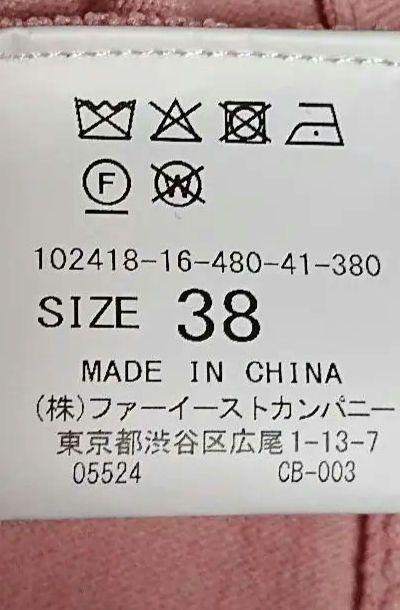 F W
102418-16-480-41-380
SIZE 38
MADE IN CHINA
(株)ファーイーストカンパニー
東京都渋谷区広尾1-13-7
05524 CB-003